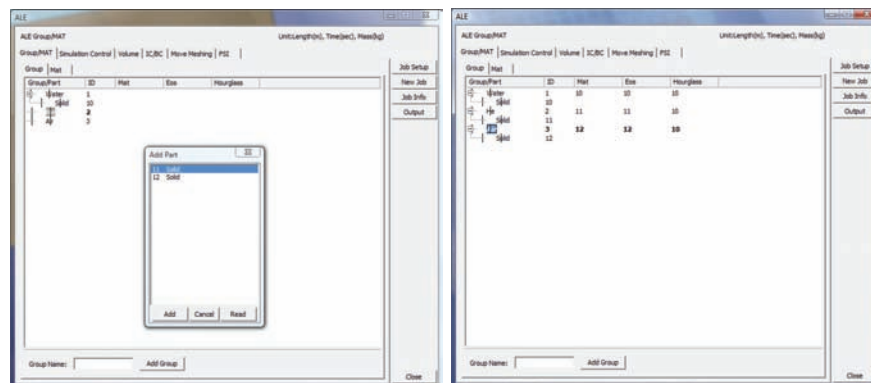 ALE
ALE Group/MAT Unit:Length(m), Time(sec), Mass(kg)
Group/MAT Simulation Control Volume IC/BC Move Meshing FSI
Group Mat
Group/Part ID Mat Eos Hourglass
Water 1
Solid 10
2
Air 3
Add Part
11 Solid
12 Solid
Add Cancel Read
Group Name: Add Group
Job Setup
New Job
Job Info
Output
Close
ALE
ALE Group/MAT Unit:Length(m), Time(sec), Mass(kg)
Group/MAT Simulation Control Volume IC/BC Move Meshing FSI
Group Mat
Group/Part ID Mat Eos Hourglass
Water 1 10 10 10
Solid 10
2 11 11 10
Solid 11
3 12 12 10
Solid 12
Group Name: Add Group
Job Setup
New Job
Job Info
Output
Close